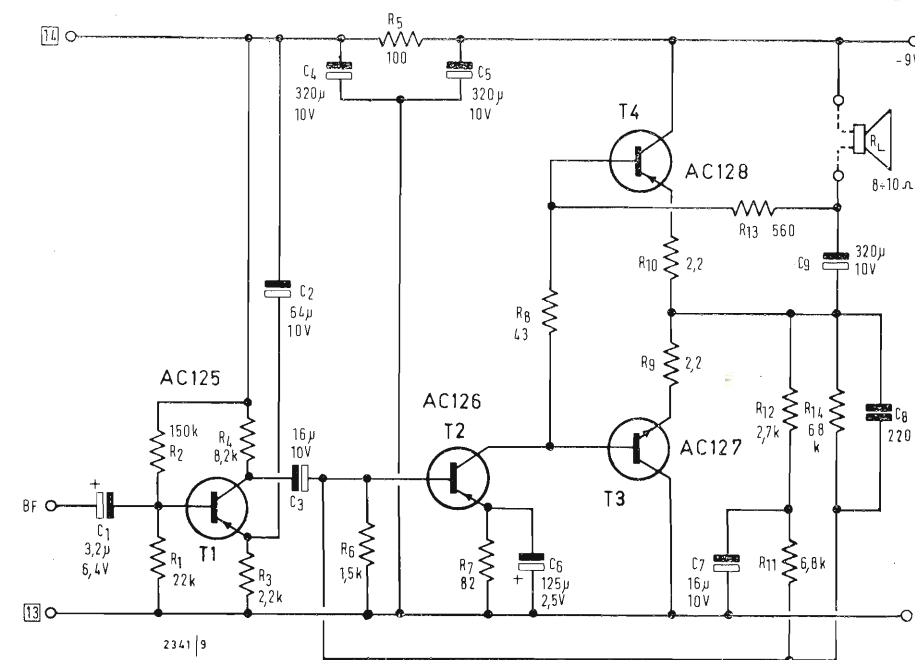 14
R5
100
-9V
C4
320µ
10V
C5
320µ
10V
T4
AC128
RL
8÷10Ω
R13 560
R10
2,2
C9
320µ
10V
C2
64µ
10V
R8
43
R9
2,2
AC125
AC126
T2
150k
R2
R4
8,2k
16µ
10V
C3
R12
2,7k
R14
68
k
C8
220
AC127
T3
BF
+
C1
3,2µ
6,4V
T1
R1
22k
R3
2,2k
R6
1,5k
R7
82
+
C6
125µ
2,5V
C7
16µ
10V
R11
6,8k
13
2341/9